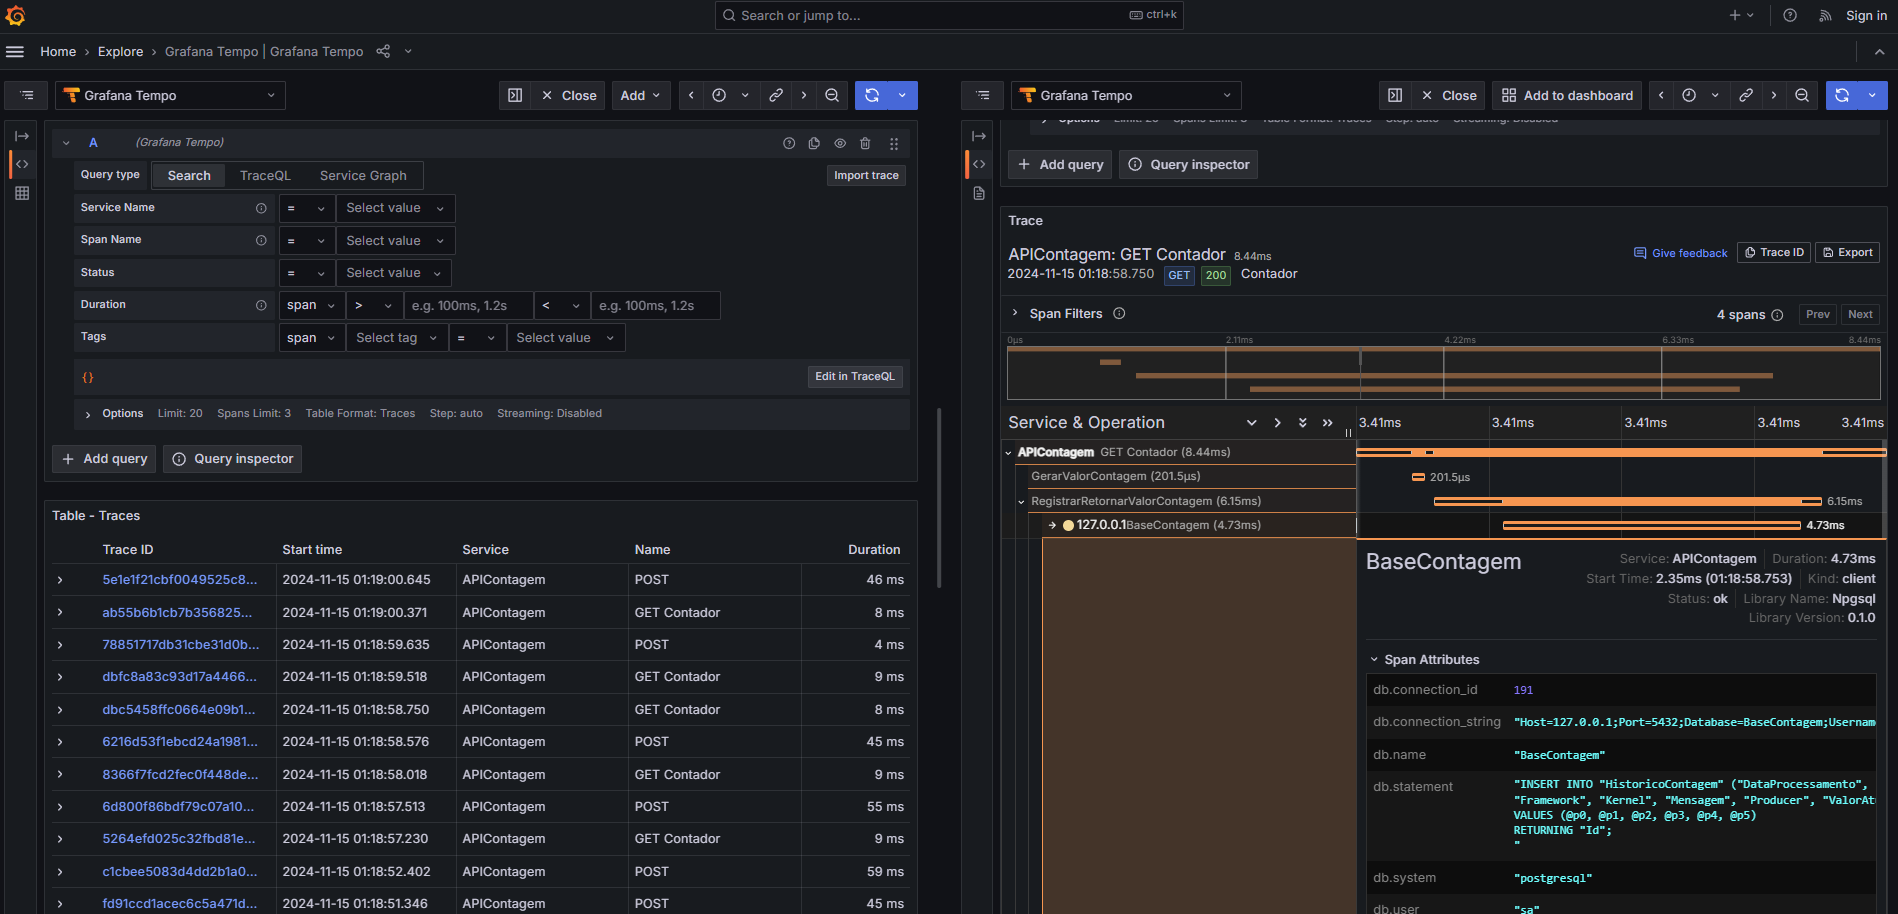 Search or jump to...
ctrl+k
Sign in
Home
Explore
Grafana Tempo | Grafana Tempo
Grafana Tempo
Close
Add
A
(Grafana Tempo)
Query type
Search
TraceQL
Service Graph
Import trace
Service Name
=
Select value
Span Name
=
Select value
Status
=
Select value
Duration
span
>
e.g. 100ms, 1.2s
<
e.g. 100ms, 1.2s
Tags
span
Select tag
=
Select value
{}
Edit in TraceQL
Options Limit: 20 Spans Limit: 3 Table Format: Traces Step: auto Streaming: Disabled
+ Add query
Query inspector
Table - Traces
Trace ID Start time Service Name Duration
5e1e1f21cbf0049525c8... 2024-11-15 01:19:00.645 APIContagem POST 46 ms
ab55b6b1cb7b356825... 2024-11-15 01:19:00.371 APIContagem GET Contador 8 ms
78851717db31cbe31d0b... 2024-11-15 01:18:59.635 APIContagem POST 4 ms
dbfc8a83c93d17a4466... 2024-11-15 01:18:59.518 APIContagem GET Contador 9 ms
dbc5458ffc0664e09b1... 2024-11-15 01:18:58.750 APIContagem GET Contador 8 ms
6216d53f1ebcd24a1981... 2024-11-15 01:18:58.576 APIContagem POST 45 ms
8366f7fcd2fec0f448de... 2024-11-15 01:18:58.018 APIContagem GET Contador 9 ms
6d800f86bdf79c07a10... 2024-11-15 01:18:57.513 APIContagem POST 55 ms
5264efd025c32fbd81e... 2024-11-15 01:18:57.230 APIContagem GET Contador 9 ms
c1cbee5083d4dd2b1a0... 2024-11-15 01:18:52.402 APIContagem POST 59 ms
fd91ccd1acec6c5a471d... 2024-11-15 01:18:51.346 APIContagem POST 45 ms
Grafana Tempo
Close
Add to dashboard
Options Limit: 20 Spans Limit: 3 Table Format: Traces Step: auto Streaming: Disabled
+ Add query
Query inspector
Trace
APIContagem: GET Contador 8.44ms
Give feedback
Trace ID
Export
2024-11-15 01:18:58.750 GET 200 Contador
Span Filters
4 spans
Prev
Next
0µs 2.11ms 4.22ms 6.33ms 8.44ms
Service & Operation
3.41ms 3.41ms 3.41ms 3.41ms 3.41ms
APIContagem GET Contador (8.44ms)
GerarValorContagem (201.5µs)
201.5µs
RegistrarRetornarValorContagem (6.15ms)
6.15ms
127.0.0.1 BaseContagem (4.73ms)
4.73ms
BaseContagem
Service: APIContagem Duration: 4.73ms
Start Time: 2.35ms (01:18:58.753) Kind: client
Status: ok Library Name: Npgsql
Library Version: 0.1.0
Span Attributes
db.connection_id 191
db.connection_string "Host=127.0.0.1;Port=5432;Database=BaseContagem;Usernam
db.name "BaseContagem"
db.statement "INSERT INTO "HistoricoContagem" ("DataProcessamento",
"Framework", "Kernel", "Mensagem", "Producer", "ValorAt
VALUES (@p0, @p1, @p2, @p3, @p4, @p5)
RETURNING "Id";
"
db.system "postgresql"
db.user "sa"